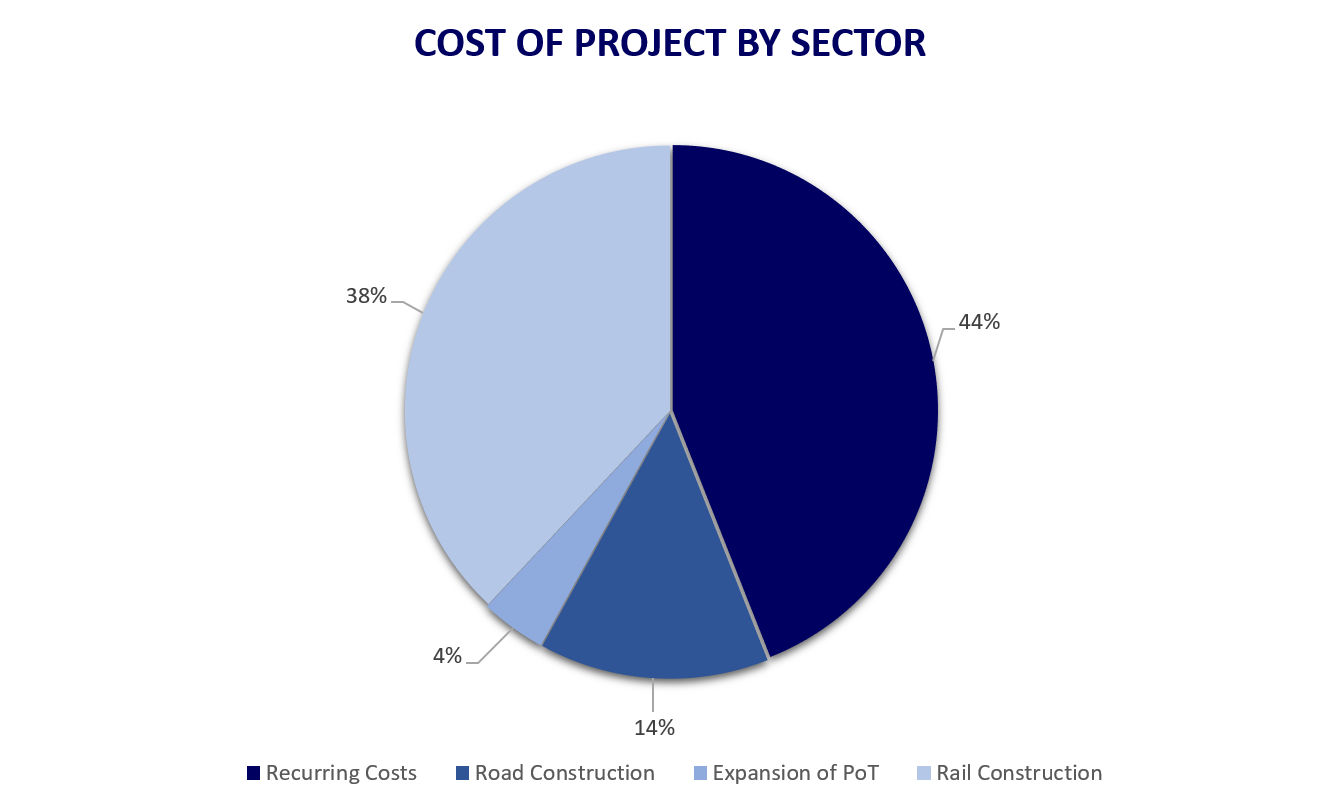 COST OF PROJECT BY SECTOR
38%
44%
4%
14%
Recurring Costs Road Construction Expansion of PoT Rail Construction